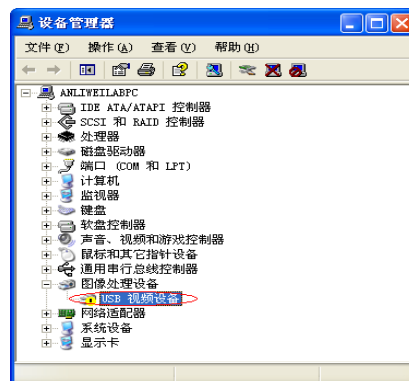 设备管理器
文件(F) 操作(A) 查看(V) 帮助(H)
ANLIWEILABPC
IDE ATA/ATAPI 控制器
SCSI 和 RAID 控制器
处理器
磁盘驱动器
端口 (COM 和 LPT)
计算机
监视器
键盘
软盘控制器
声音、视频和游戏控制器
鼠标和其它指针设备
通用串行总线控制器
图像处理设备
USB 视频设备
网络适配器
系统设备
显示卡